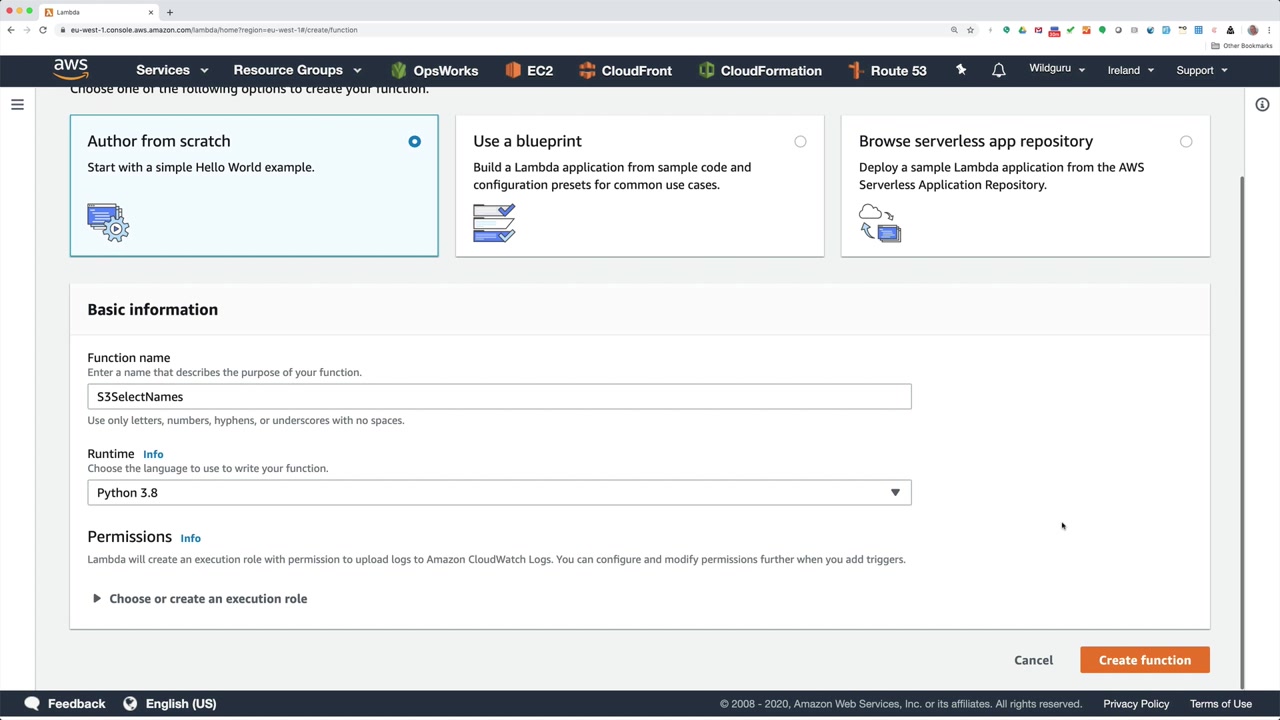 Lambda
eu-west-1.console.aws.amazon.com/lambda/home?region=eu-west-1#/create/function
Other Bookmarks
aws
Services
Resource Groups
OpsWorks
EC2
CloudFront
CloudFormation
Route 53
Wildguru
Ireland
Support
Choose one of the following options to create your function.
Author from scratch
Start with a simple Hello World example.
Use a blueprint
Build a Lambda application from sample code and
configuration presets for common use cases.
Browse serverless app repository
Deploy a sample Lambda application from the AWS
Serverless Application Repository.
Basic information
Function name
Enter a name that describes the purpose of your function.
S3SelectNames
Use only letters, numbers, hyphens, or underscores with no spaces.
Runtime Info
Choose the language to use to write your function.
Python 3.8
Permissions Info
Lambda will create an execution role with permission to upload logs to Amazon CloudWatch Logs. You can configure and modify permissions further when you add triggers.
Choose or create an execution role
Cancel
Create function
Feedback
English (US)
© 2008 - 2020, Amazon Web Services, Inc. or its affiliates. All rights reserved.
Privacy Policy
Terms of Use